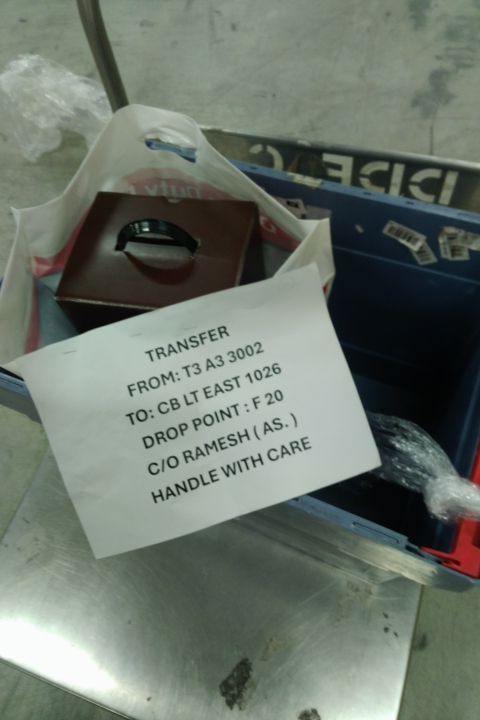 TRANSFER
FROM: T3 A3 3002
TO: CB LT EAST 1026
DROP POINT : F 20
C/O RAMESH ( AS. )
HANDLE WITH CARE